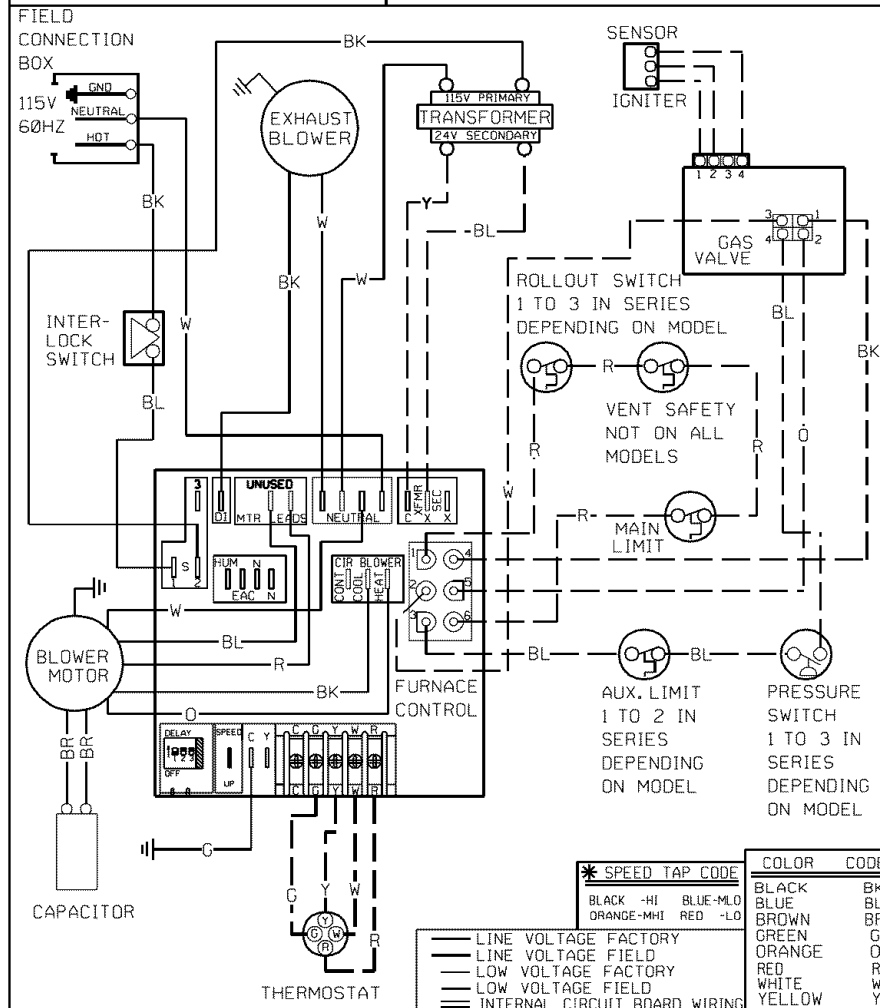 FIELD
CONNECTION
BOX
115V
60HZ
GND
NEUTRAL
HOT
BK
BK
W
INTER-
LOCK
SWITCH
BL
EXHAUST
BLOWER
BK
W
W
115V PRIMARY
TRANSFORMER
24V SECONDARY
Y
BL
SENSOR
IGNITER
1 2 3 4
3 1
4 2
GAS
VALVE
BL
O
BK
ROLLOUT SWITCH
1 TO 3 IN SERIES
DEPENDING ON MODEL
R
VENT SAFETY
NOT ON ALL
MODELS
R
R
W
R
MAIN
LIMIT
3
UNUSED
DI
MTR LEADS
NEUTRAL
XFMR
SEC
C X X
S
1 2
HUM N
EAC N
CIR BLOWER
CONT
COOL
HEAT
1 4
2 5
3 6
W
BL
R
BK
O
BLOWER
MOTOR
BR
BR
CAPACITOR
FURNACE
CONTROL
BL
BL
AUX. LIMIT
1 TO 2 IN
SERIES
DEPENDING
ON MODEL
PRESSURE
SWITCH
1 TO 3 IN
SERIES
DEPENDING
ON MODEL
DELAY
1 2 3
OFF
SPEED
UP
C Y
C G Y W R
C G Y W R
G
G
Y
W
R
Y
G W
R
THERMOSTAT
* SPEED TAP CODE
BLACK -HI BLUE-MLO
ORANGE-MHI RED -LO
LINE VOLTAGE FACTORY
LINE VOLTAGE FIELD
LOW VOLTAGE FACTORY
LOW VOLTAGE FIELD
INTERNAL CIRCUIT BOARD WIRING
COLOR CODE
BLACK BK
BLUE BL
BROWN BR
GREEN G
ORANGE O
RED R
WHITE W
YELLOW Y